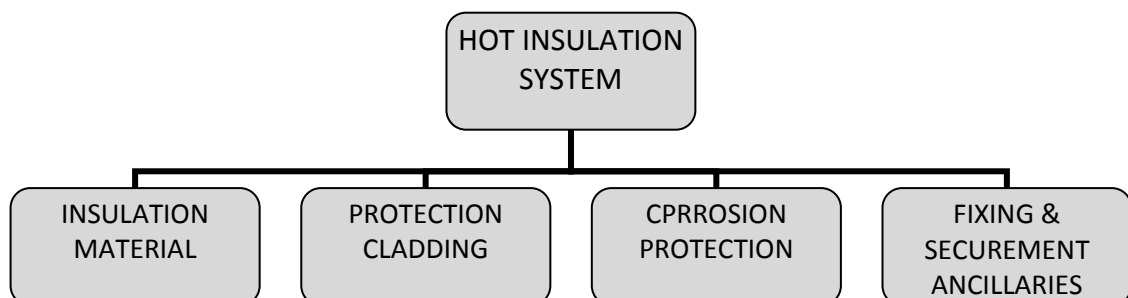 HOT INSULATION
SYSTEM
INSULATION
MATERIAL
PROTECTION
CLADDING
CPRROSION
PROTECTION
FIXING &
SECUREMENT
ANCILLARIES